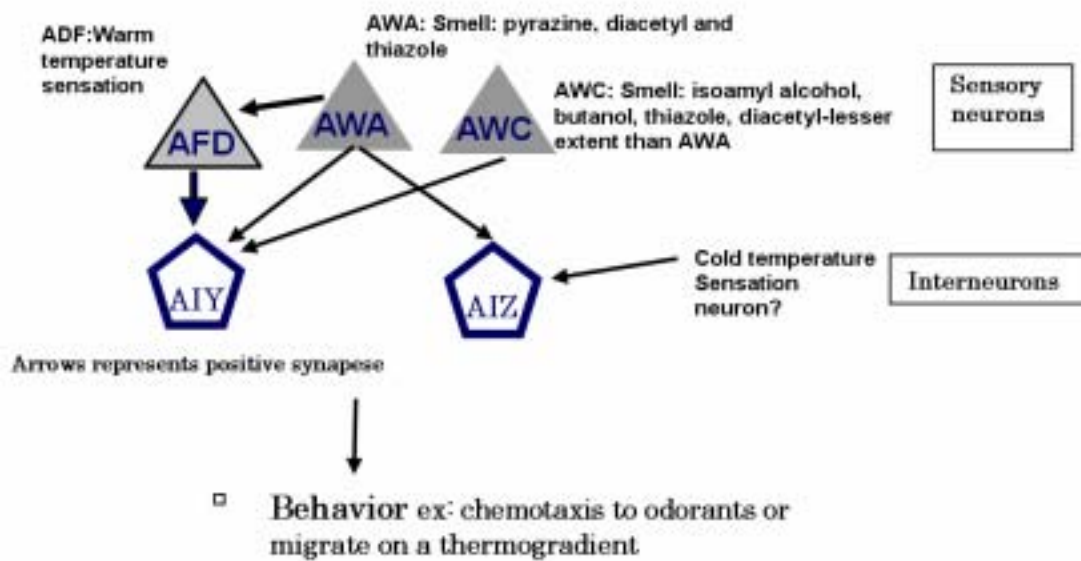 ADF:Warm
temperature
sensation
AWA: Smell: pyrazine, diacetyl and
thiazole
AWC: Smell: isoamyl alcohol,
butanol, thiazole, diacetyl-lesser
extent than AWA
Sensory
neurons
AFD
AWA
AWC
AIY
AIZ
Cold temperature
Sensation
neuron?
Interneurons
Arrows represents positive synapese
Behavior ex: chemotaxis to odorants or
migrate on a thermogradient